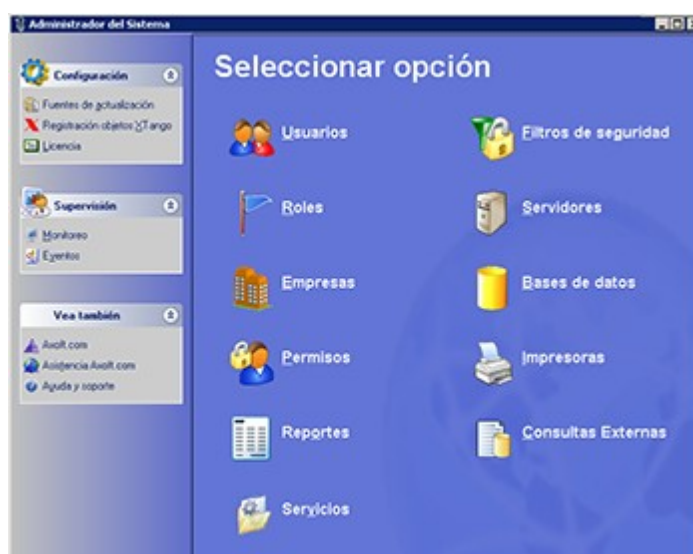 Administrador del Sistema
Configuración
Fuentes de actualización
Registración objetos XTango
Licencia
Supervisión
Monitoreo
Eventos
Vea también
Axoft.com
Asistencia Axoft.com
Ayuda y soporte
Seleccionar opción
Usuarios
Filtros de seguridad
Roles
Servidores
Empresas
Bases de datos
Permisos
Impresoras
Reportes
Consultas Externas
Servicios